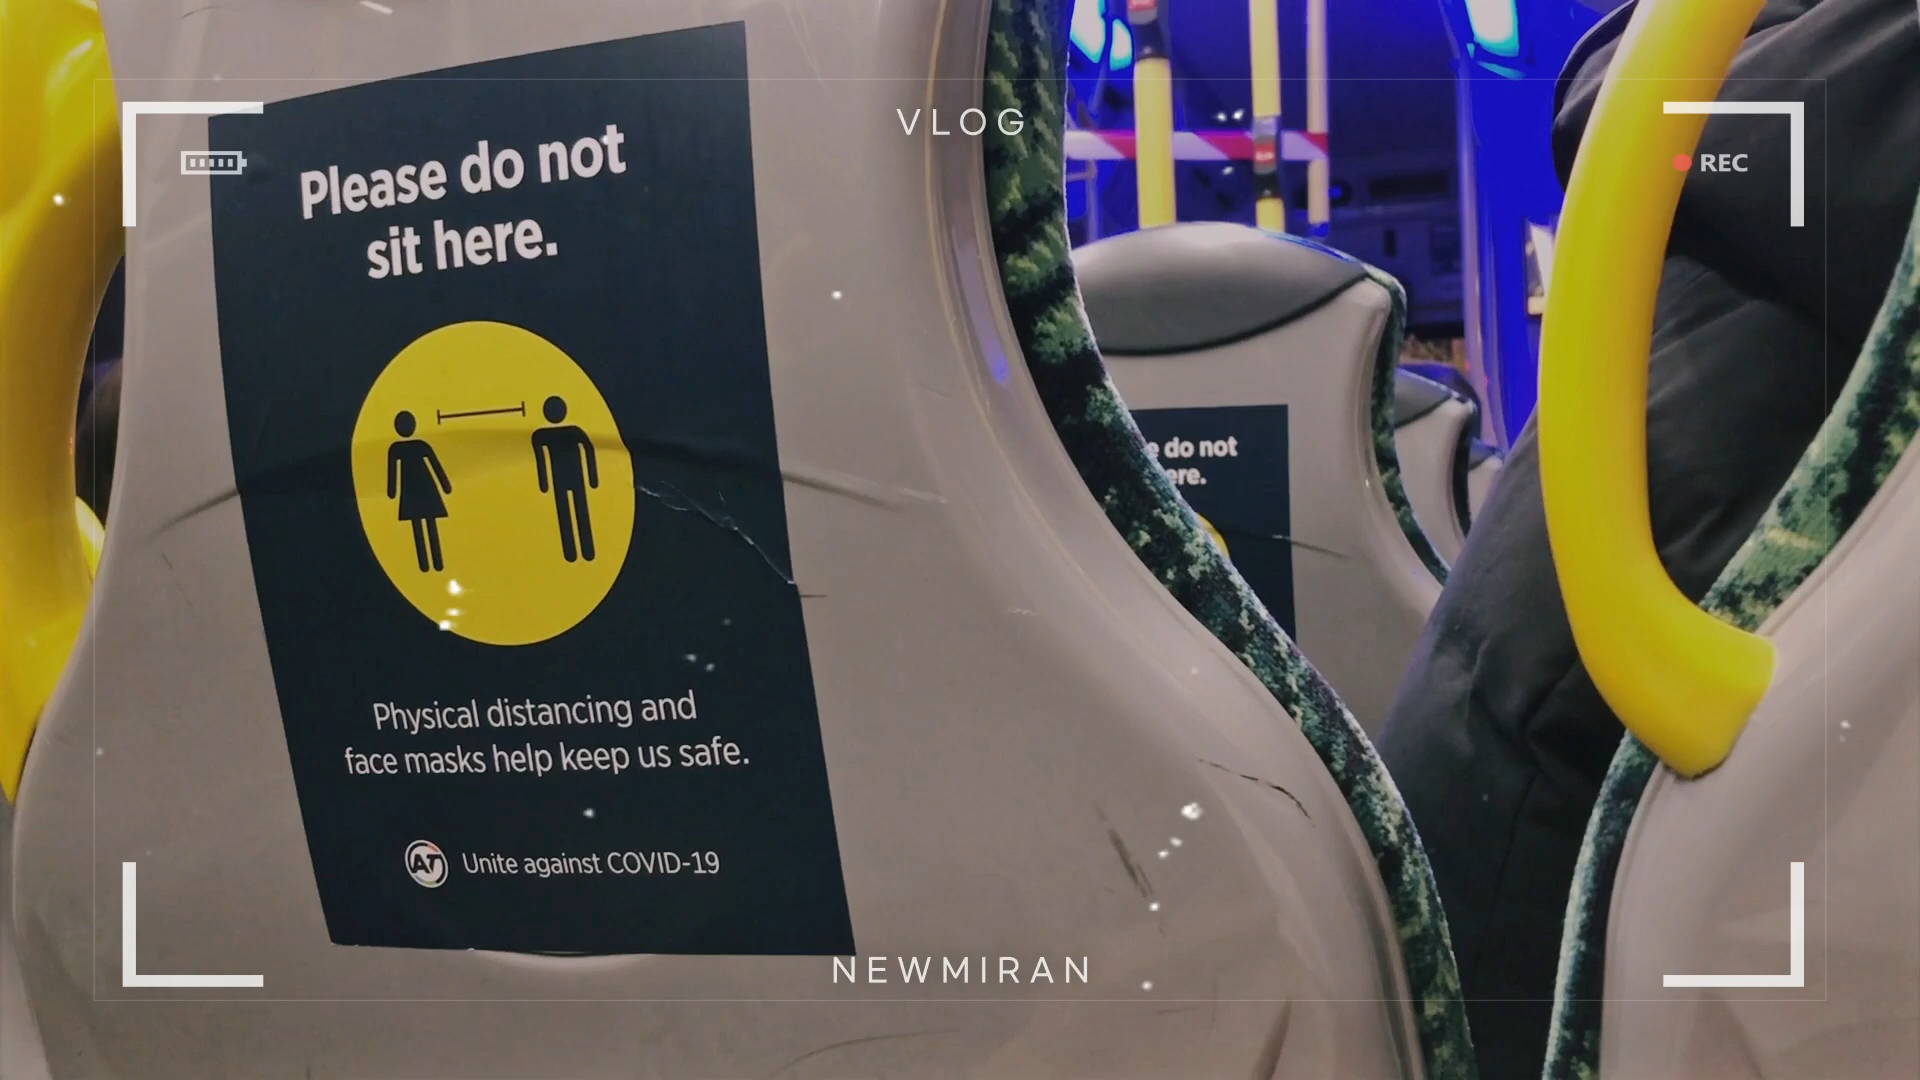 VLOG
REC
Please do not
sit here.
Physical distancing and
face masks help keep us safe.
AT Unite against COVID-19
do not
ere.
NEWMIRAN